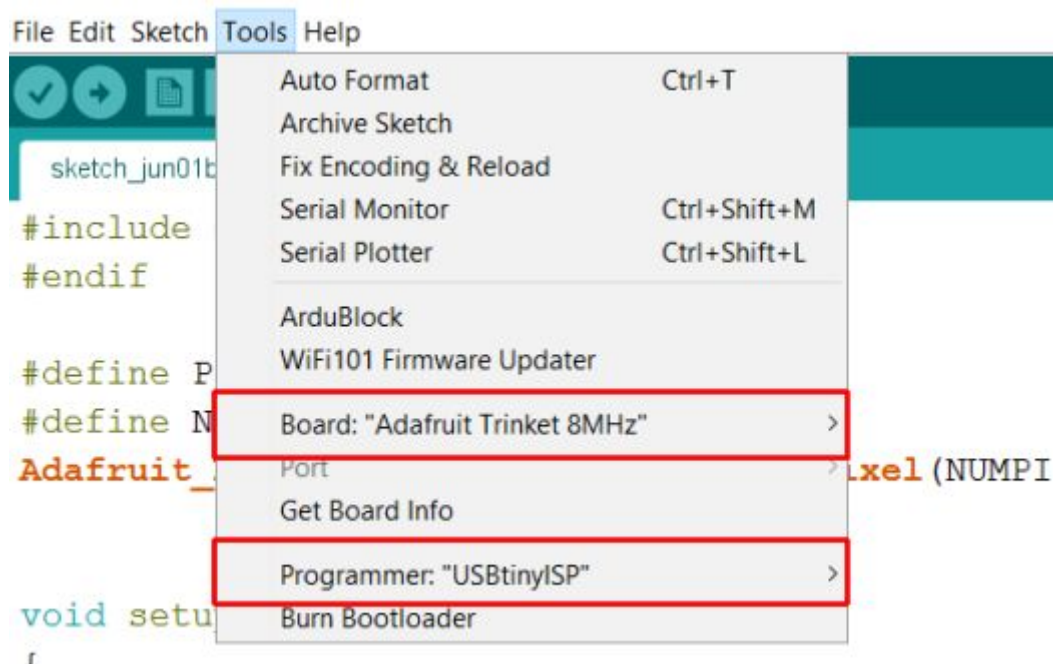 File Edit Sketch Tools Help
Auto Format Ctrl+T
Archive Sketch
sketch_jun01b
Fix Encoding & Reload
Serial Monitor Ctrl+Shift+M
#include
Serial Plotter Ctrl+Shift+L
#endif
ArduBlock
WiFi101 Firmware Updater
#define P
#define N
Board: "Adafruit Trinket 8MHz"
Adafruit_
Port
ixel(NUMPI
Get Board Info
Programmer: "USBtinyISP"
void setu
Burn Bootloader
{